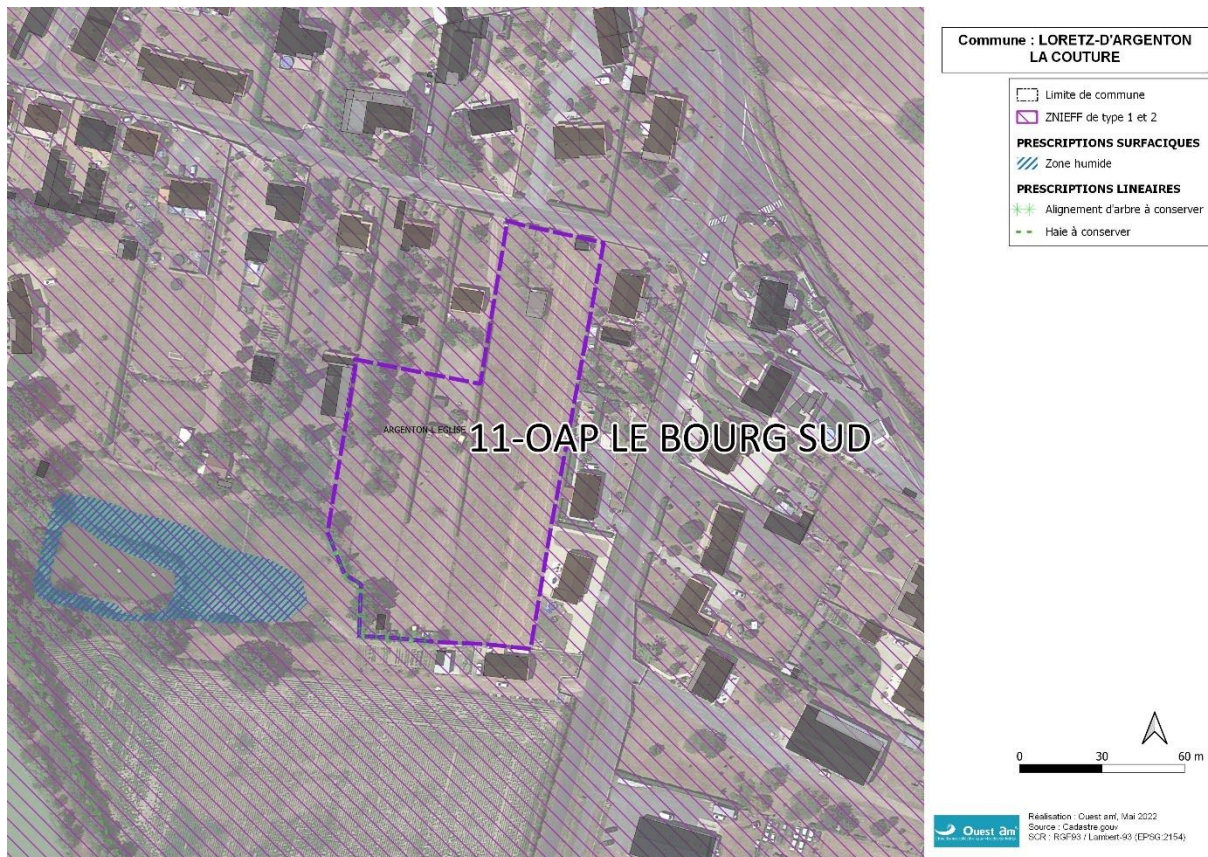 Commune : LORETZ-D'ARGENTON
LA COUTURE
Limite de commune
ZNIEFF de type 1 et 2
PRESCRIPTIONS SURFACIQUES
Zone humide
PRESCRIPTIONS LINEAIRES
Alignement d'arbre à conserver
Haie à conserver
ARGENTON-L'EGLISE
11-OAP LE BOURG SUD
0 30 60 m
Ouest am'
Réalisation : Ouest am', Mai 2022
Source : Cadastre.gouv
SCR : RGF93 / Lambert-93 (EPSG:2154)